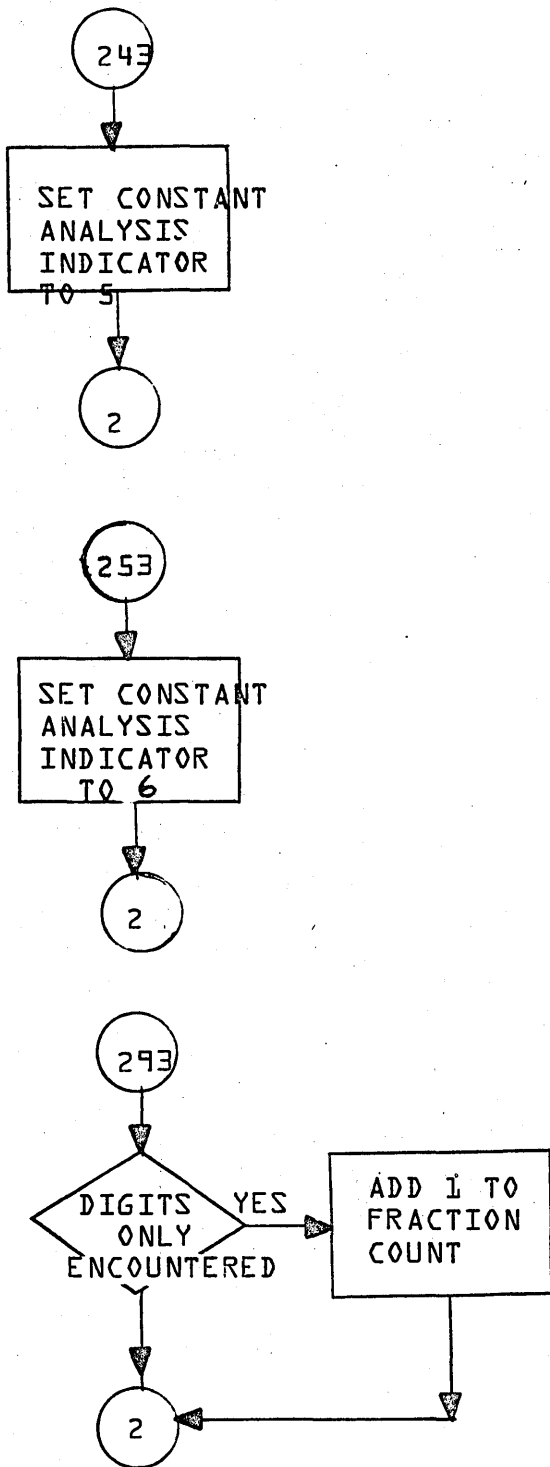 243
SET CONSTANT
ANALYSIS
INDICATOR
TO 5
2
253
SET CONSTANT
ANALYSIS
INDICATOR
TO 6
2
293
DIGITS
ONLY
ENCOUNTERED
YES
ADD 1 TO
FRACTION
COUNT
2